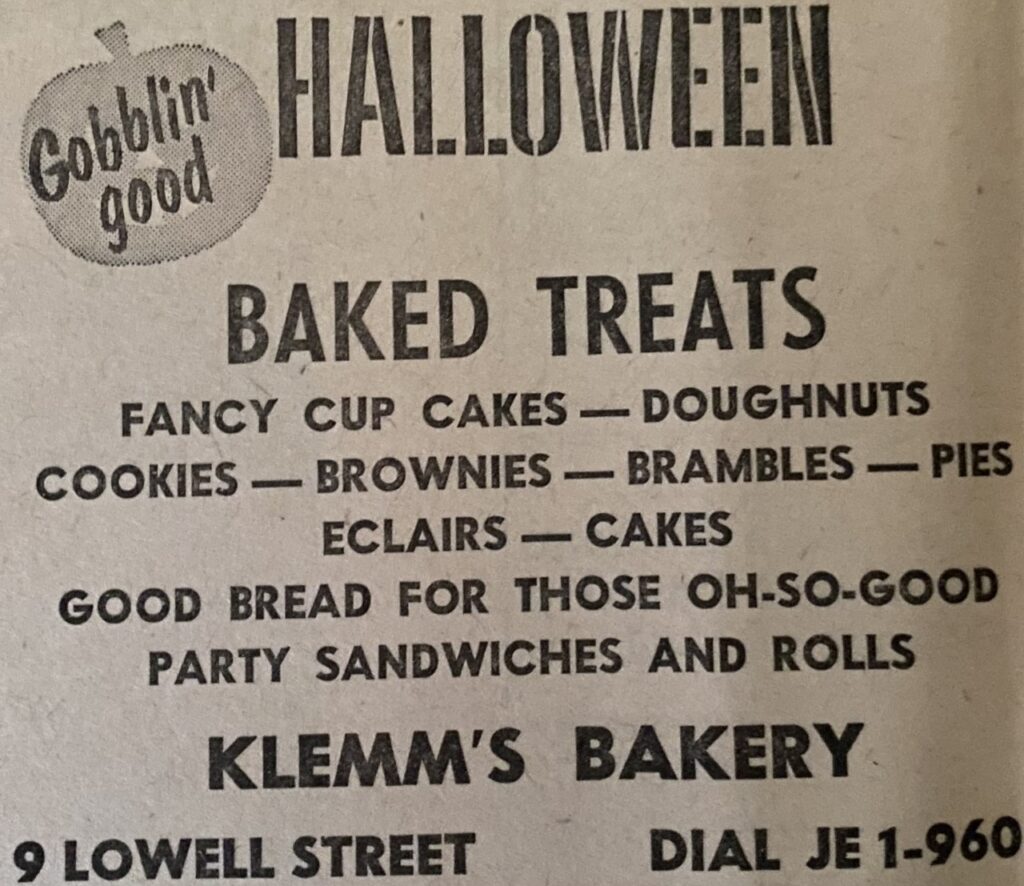 Gobblin'
good
HALLOWEEN
BAKED TREATS
FANCY CUP CAKES — DOUGHNUTS
COOKIES — BROWNIES — BRAMBLES — PIES
ECLAIRS — CAKES
GOOD BREAD FOR THOSE OH-SO-GOOD
PARTY SANDWICHES AND ROLLS
KLEMM'S BAKERY
9 LOWELL STREET DIAL JE 1-960